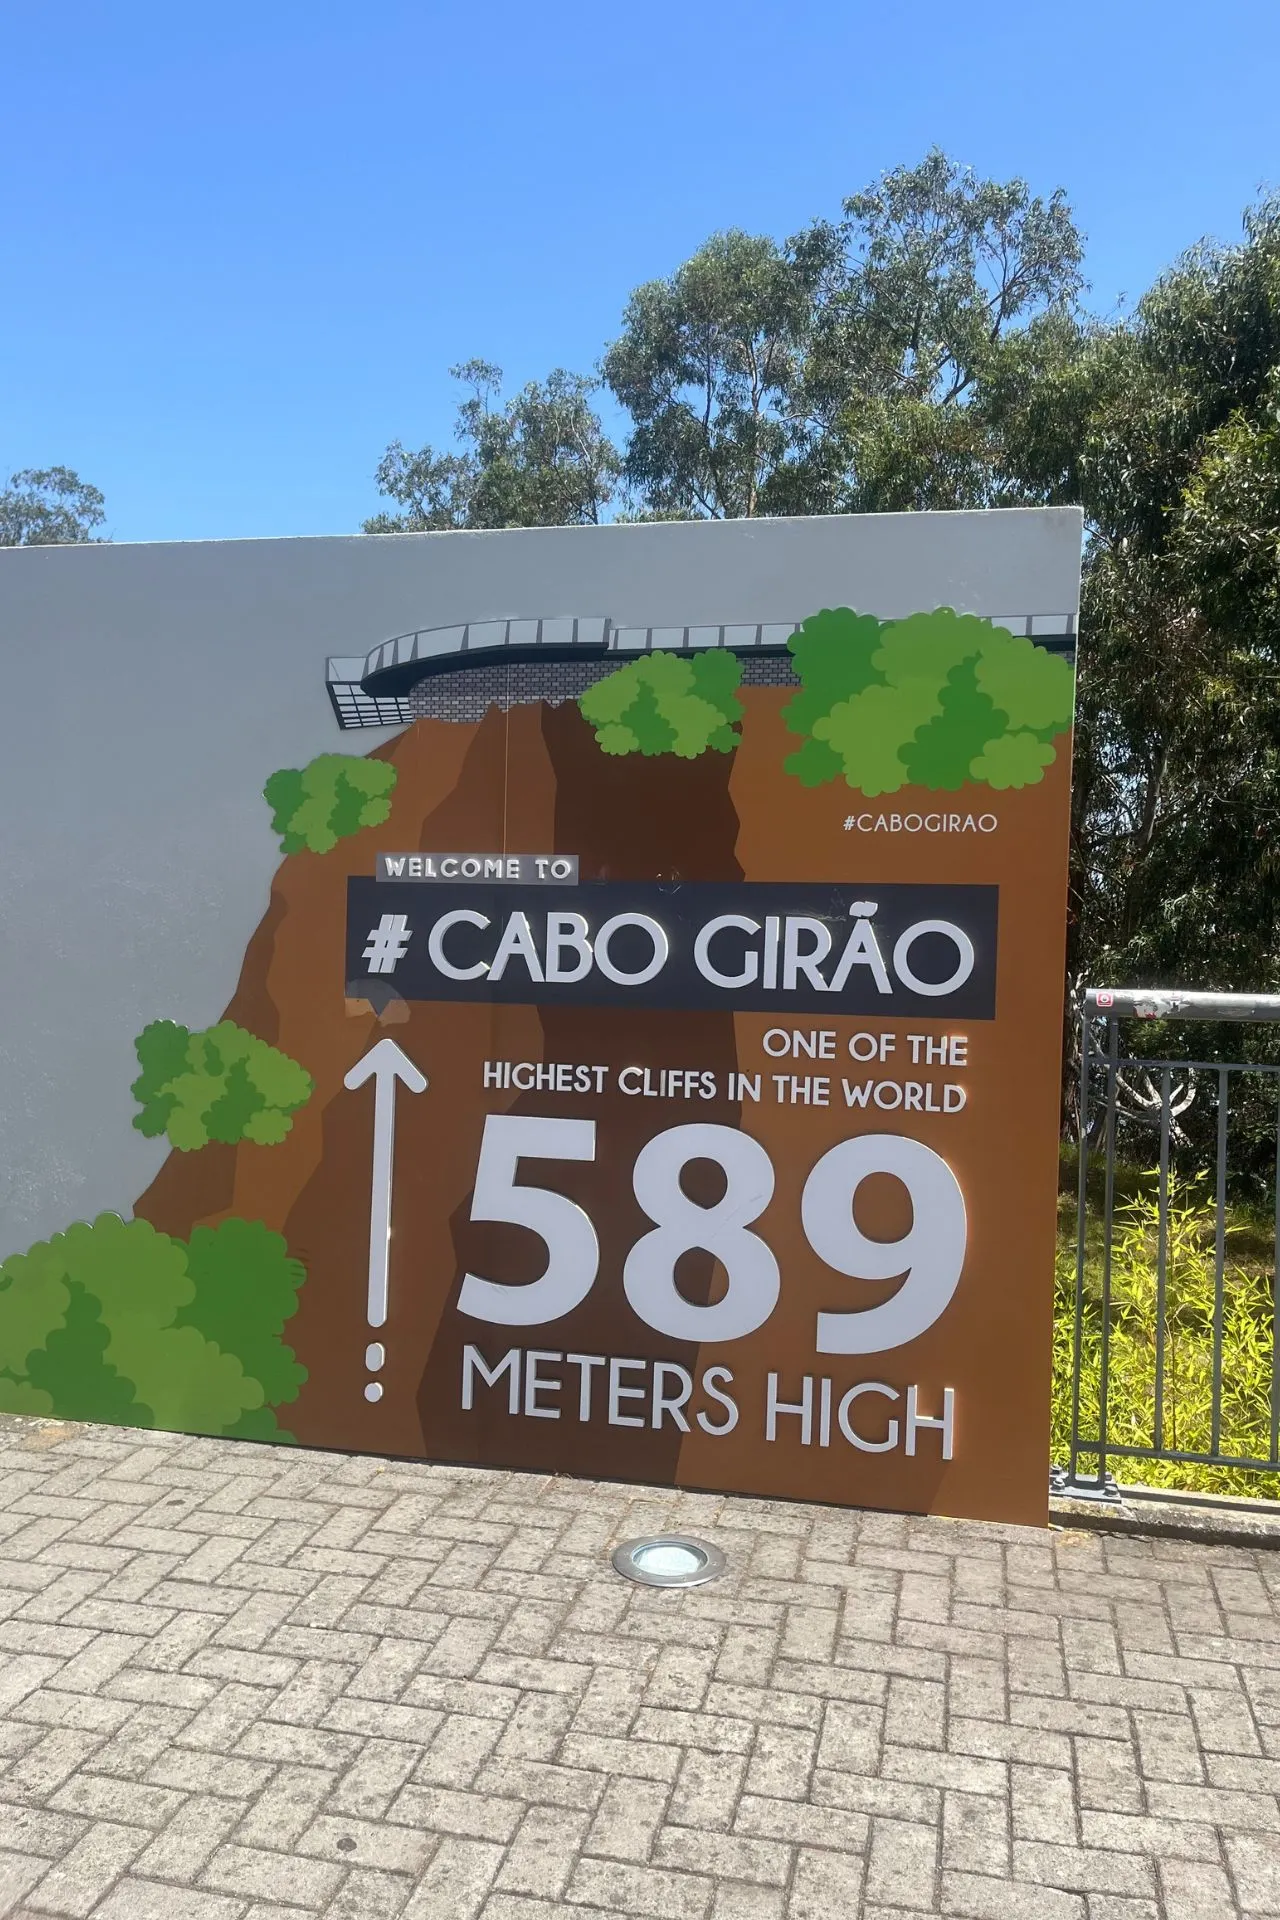 #CABOGIRAO
WELCOME TO
# CABO GIRÃO
ONE OF THE
HIGHEST CLIFFS IN THE WORLD
589
METERS HIGH